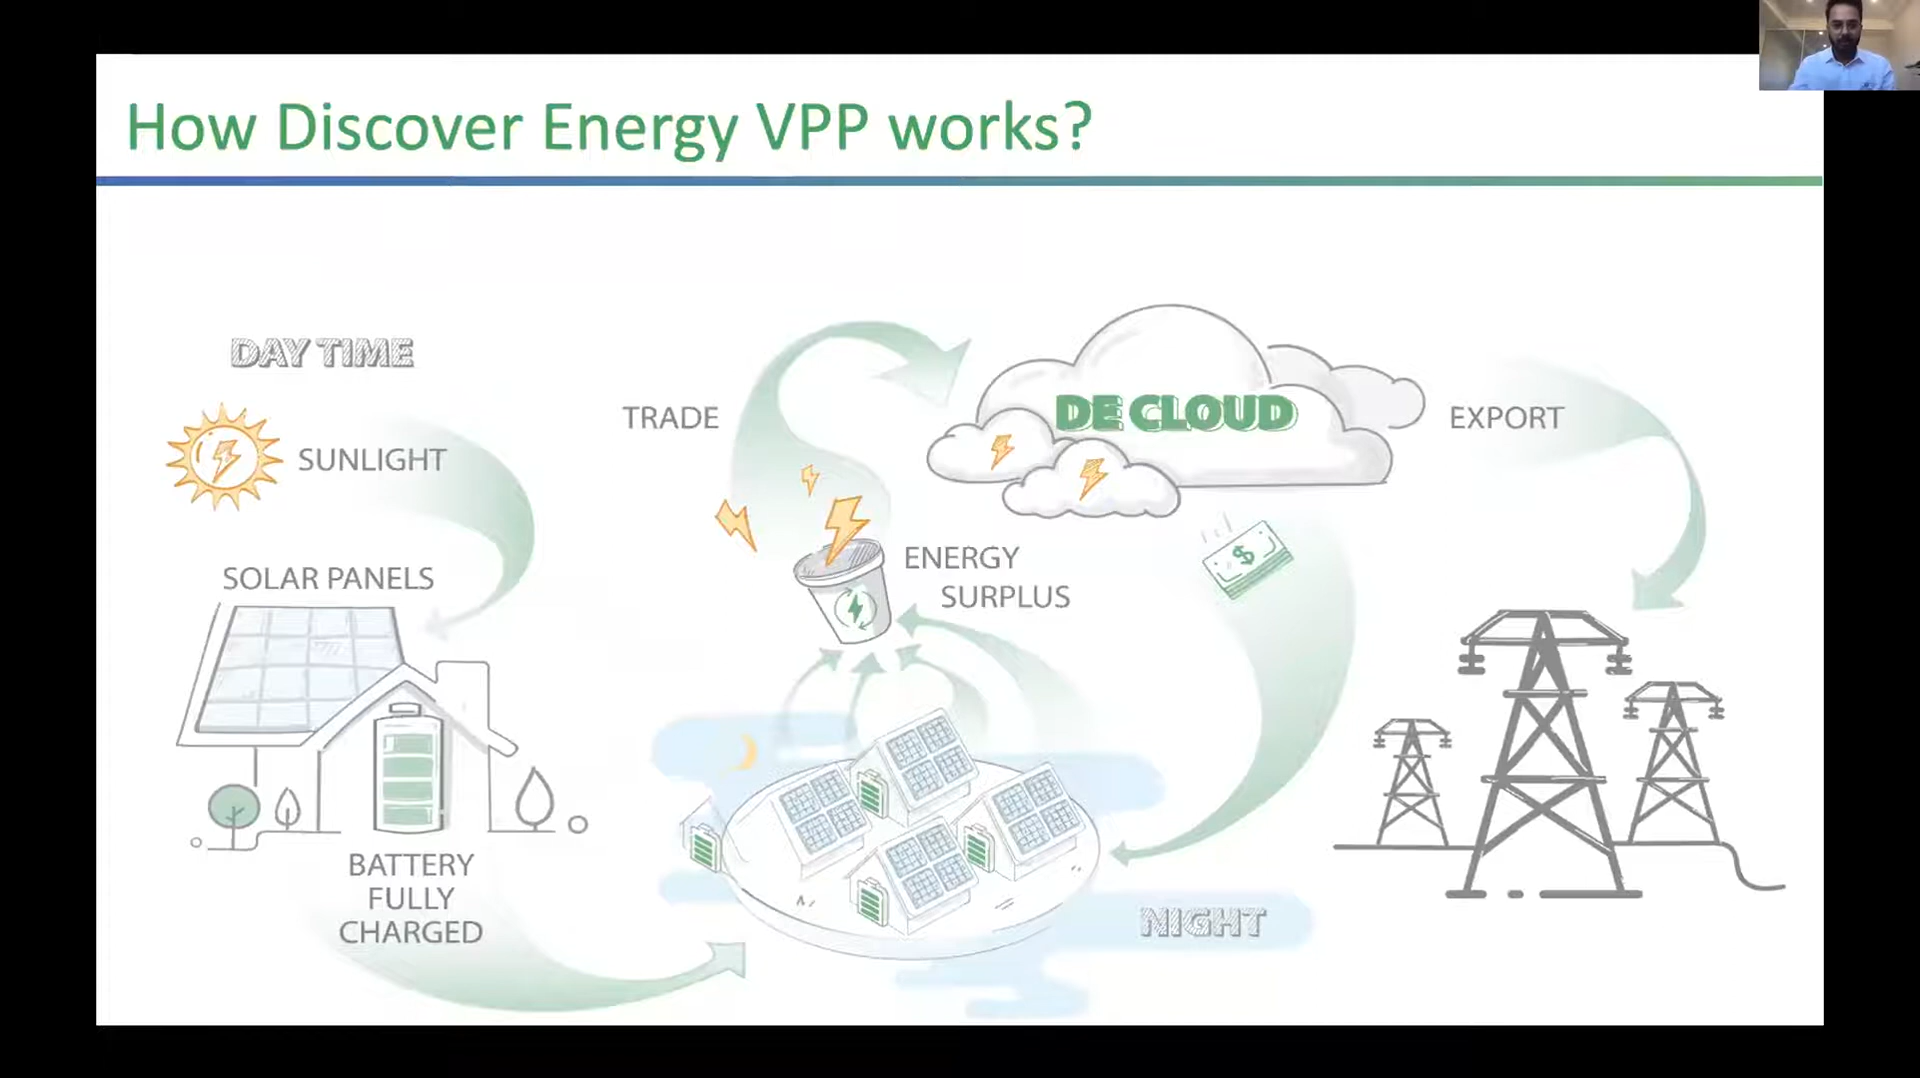 How Discover Energy VPP works?
DAY TIME
SUNLIGHT
SOLAR PANELS
BATTERY
FULLY
CHARGED
TRADE
ENERGY
SURPLUS
DE CLOUD
$
EXPORT
NIGHT